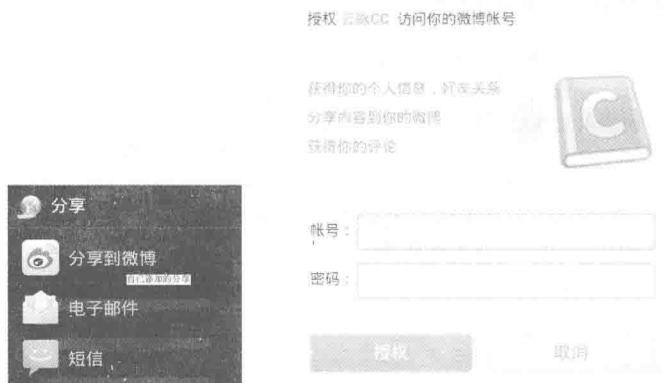 授权 云脉CC 访问你的微博帐号
获得你的个人信息，好友关系
分享内容到你的微博
获得你的评论
C
帐号：
密码：
授权 取消
分享
分享到微博
自己添加的分享
电子邮件
短信